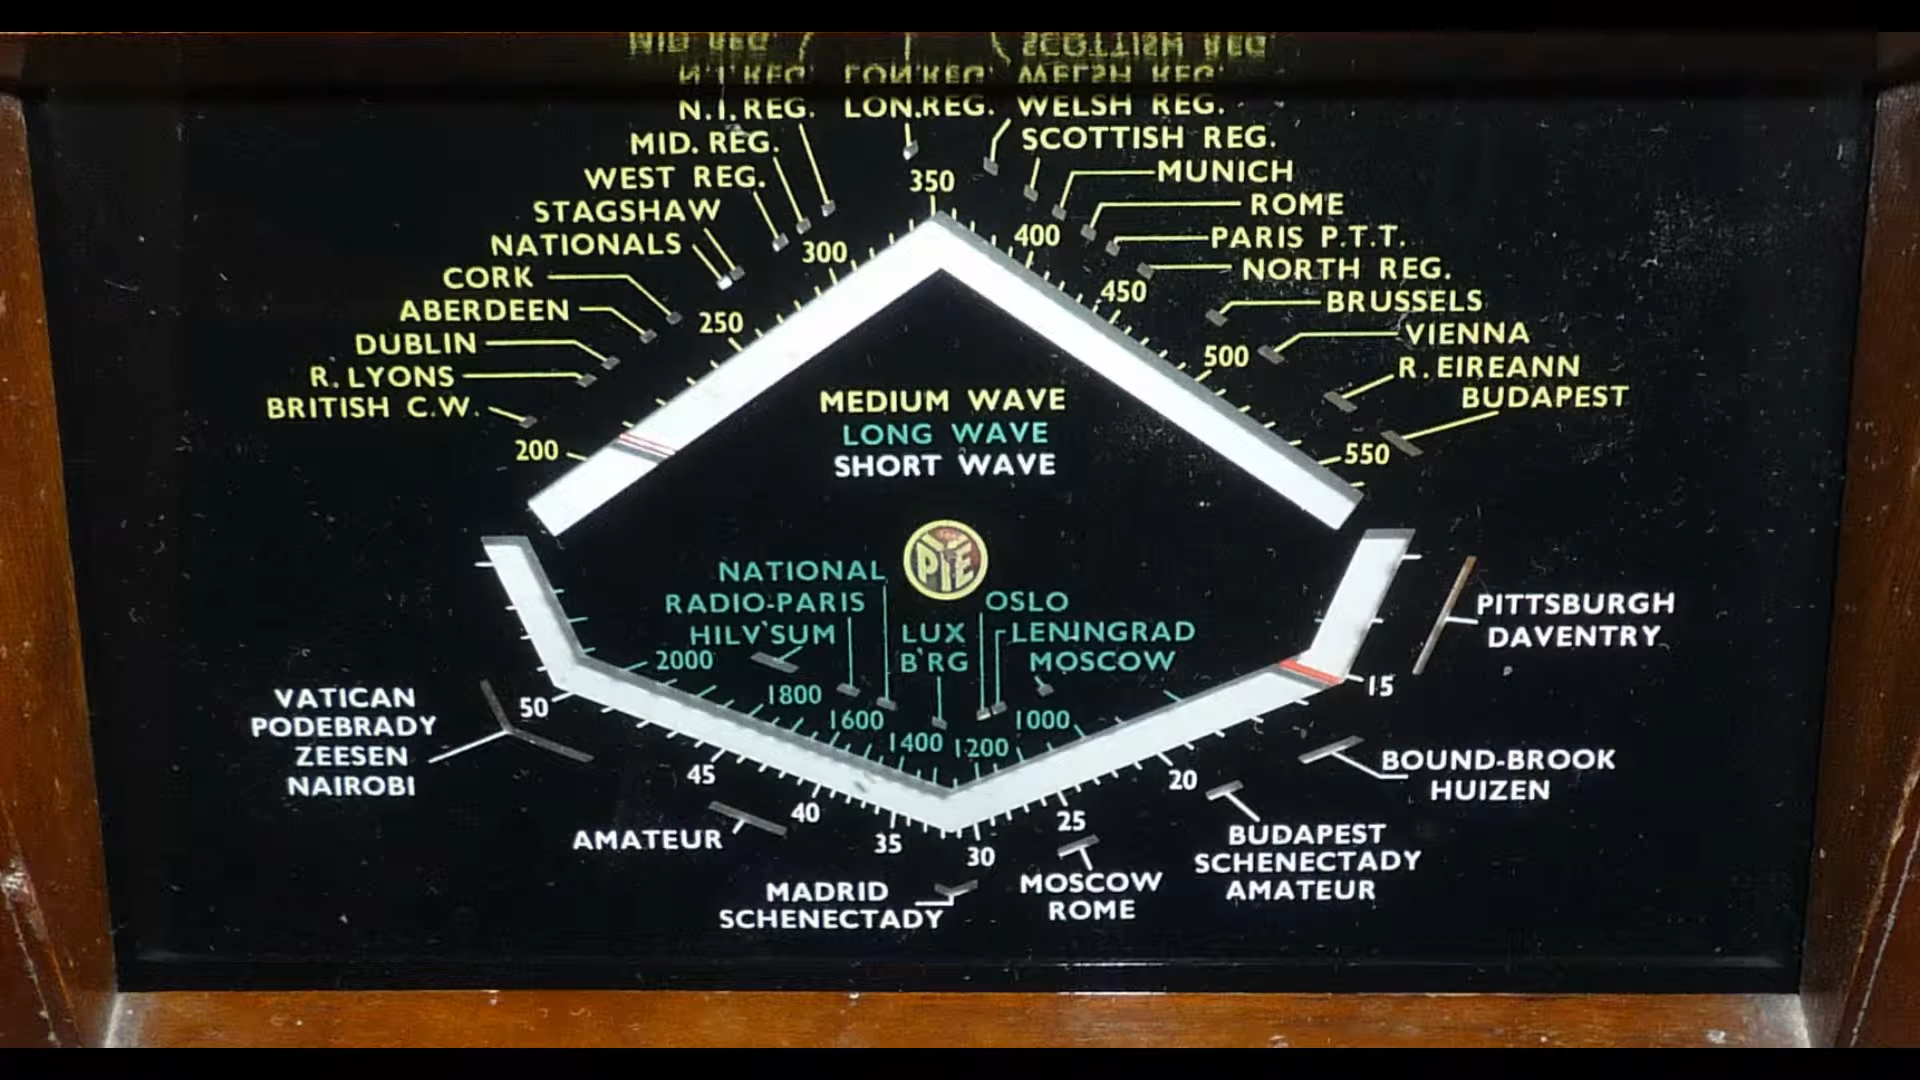 N.I. REG. LON. REG. WELSH REG.
MID. REG. SCOTTISH REG.
WEST REG. 350 MUNICH
STAGSHAW ROME
NATIONALS 300 400 PARIS P.T.T.
CORK NORTH REG.
ABERDEEN 450 BRUSSELS
DUBLIN 250 VIENNA
R. LYONS 500 R. EIREANN
BRITISH C.W. BUDAPEST
200 550
MEDIUM WAVE
LONG WAVE
SHORT WAVE
PYE
NATIONAL
RADIO-PARIS OSLO
HILV'SUM LUX LENINGRAD
B'RG MOSCOW
2000 1800 1600 1400 1200 1000
PITTSBURGH
DAVENTRY
50 45 40 35 30 25 20 15
VATICAN
PODEBRADY
ZEESEN
NAIROBI
BOUND-BROOK
HUIZEN
AMATEUR
BUDAPEST
SCHENECTADY
AMATEUR
MADRID
SCHENECTADY
MOSCOW
ROME